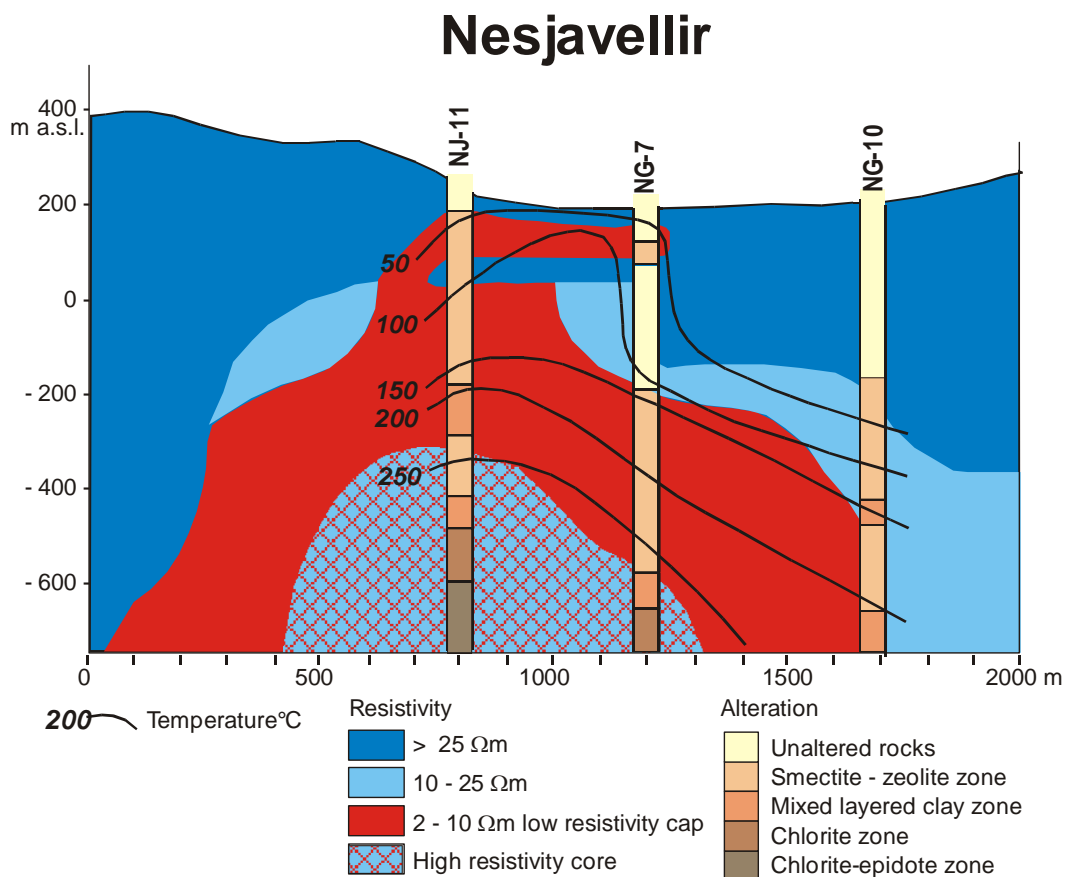 Nesjavellir
400
m a.s.l.
200
0
- 200
- 400
- 600
NJ-11
NG-7
NG-10
50
100
150
200
250
0
500
1000
1500
2000 m
200 Temperature°C
Resistivity
> 25 Ωm
10 - 25 Ωm
2 - 10 Ωm low resistivity cap
High resistivity core
Alteration
Unaltered rocks
Smectite - zeolite zone
Mixed layered clay zone
Chlorite zone
Chlorite-epidote zone